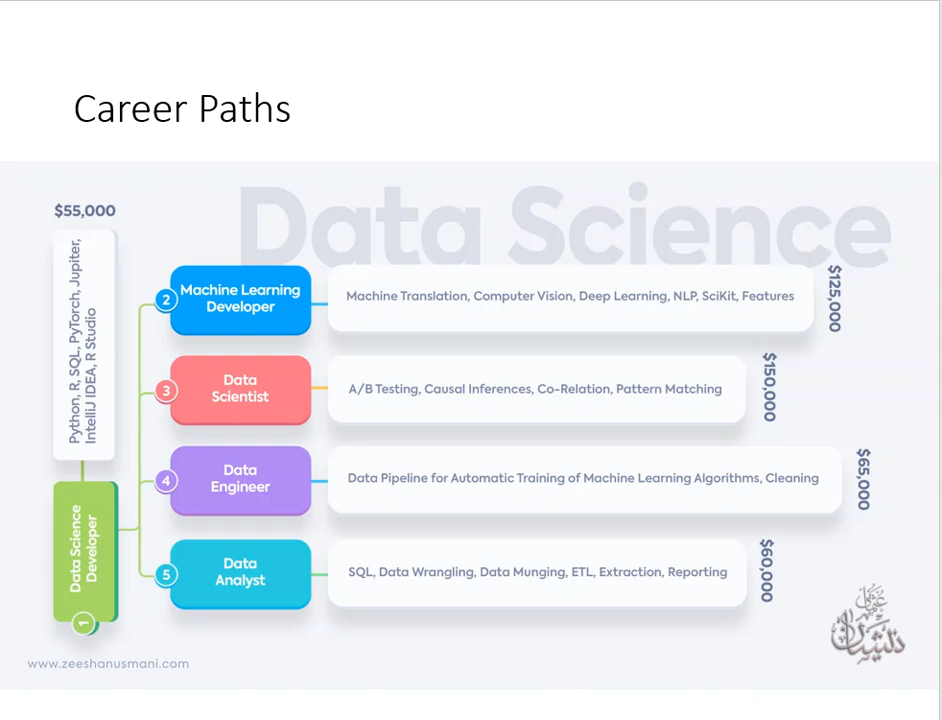 Career Paths
Data Science
$55,000
Python, R, SQL, PyTorch, Jupiter,
IntelliJ IDEA, R Studio
Data Science
Developer
1
2
Machine Learning
Developer
Machine Translation, Computer Vision, Deep Learning, NLP, SciKit, Features
$125,000
3
Data
Scientist
A/B Testing, Causal Inferences, Co-Relation, Pattern Matching
$150,000
4
Data
Engineer
Data Pipeline for Automatic Training of Machine Learning Algorithms, Cleaning
$65,000
5
Data
Analyst
SQL, Data Wrangling, Data Munging, ETL, Extraction, Reporting
$60,000
www.zeeshanusmani.com